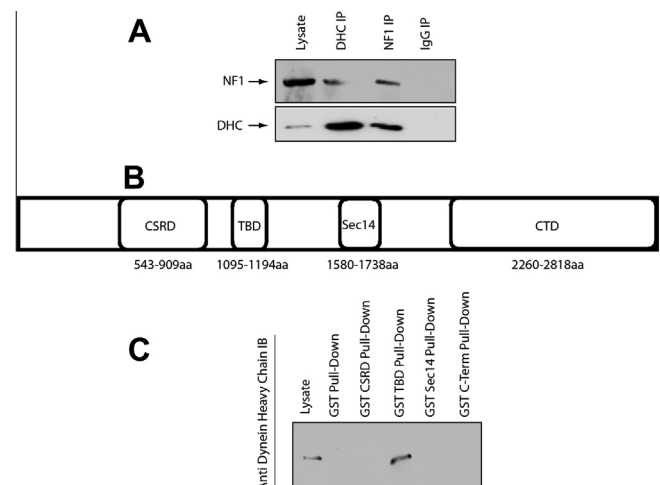 A
Lysate
DHC IP
NF1 IP
IgG IP
NF1
DHC
B
CSRD
TBD
Sec14
CTD
543-909aa
1095-1194aa
1580-1738aa
2260-2818aa
C
Anti Dynein Heavy Chain IB
Lysate
GST Pull-Down
GST CSRD Pull-Down
GST TBD Pull-Down
GST Sec14 Pull-Down
GST C-Term Pull-Down